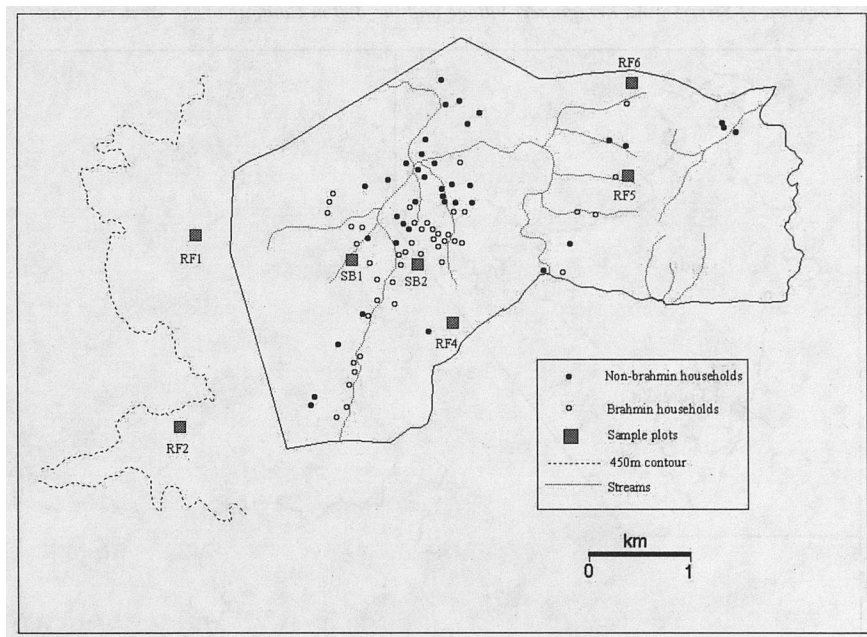 RF6
RF5
RF1
SB1
SB2
RF4
RF2
Non-brahmin households
Brahmin households
Sample plots
450m contour
Streams
km
0 1